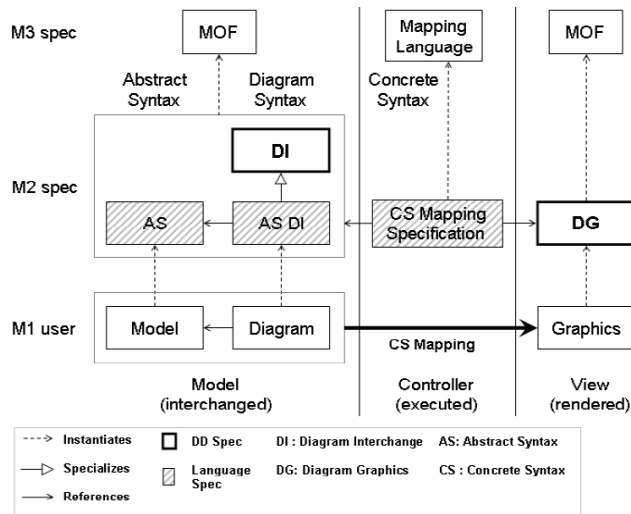 M3 spec
MOF
Mapping
Language
MOF
Abstract
Syntax
Diagram
Syntax
Concrete
Syntax
DI
M2 spec
AS
AS DI
CS Mapping
Specification
DG
M1 user
Model
Diagram
CS Mapping
Graphics
Model
(interchanged)
Controller
(executed)
View
(rendered)
Instantiates
DD Spec
DI : Diagram Interchange
AS: Abstract Syntax
Specializes
Language
Spec
DG: Diagram Graphics
CS : Concrete Syntax
References